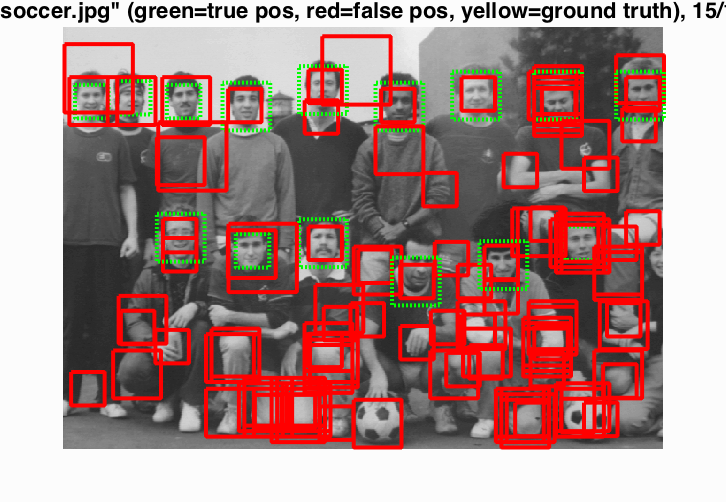 soccer.jpg" (green=true pos, red=false pos, yellow=ground truth), 15/